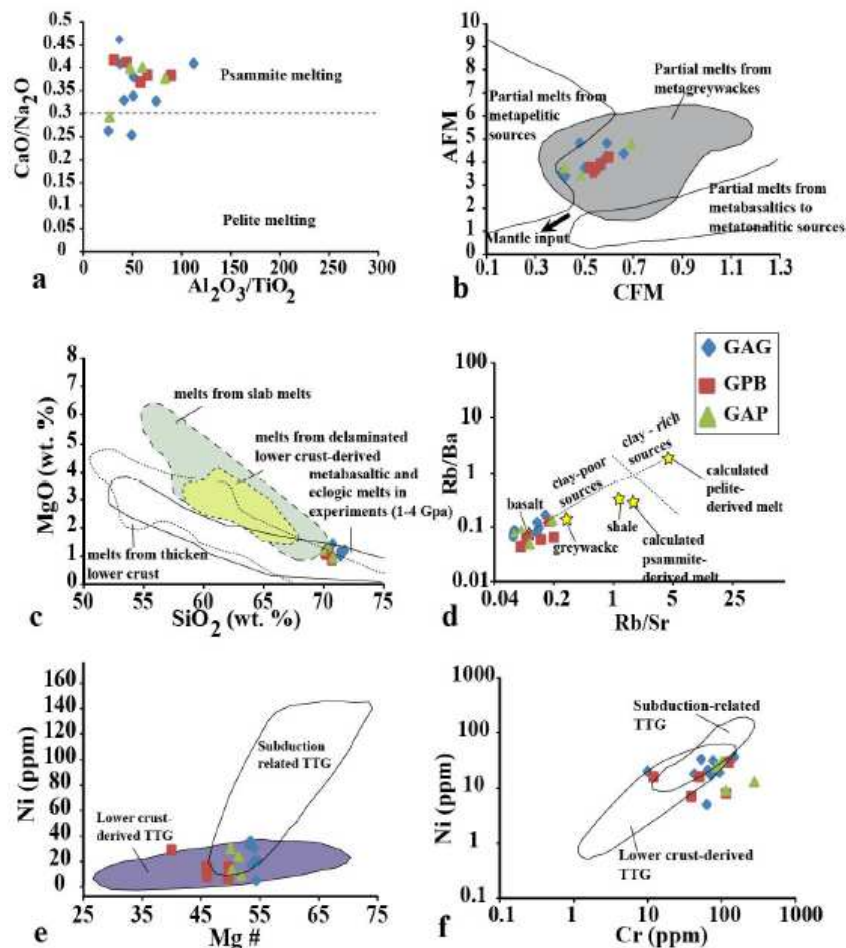 0.5
0.45
0.4
0.35
0.3
0.25
0.2
0.15
0.1
0.05
0
CaO/Na2O
Psammite melting
Pelite melting
0 50 100 150 200 250 300
a
Al2O3/TiO2
10
9
8
7
6
5
4
3
2
1
0
AFM
Partial melts from
metagreywackes
Partial melts from
metapelitic
sources
Partial melts from
metabasaltic to
metatonalitic sources
Mantle input
0.1 0.3 0.5 0.7 0.9 1.1 1.3
b
CFM
8
7
6
5
4
3
2
1
0
MgO (wt. %)
melts from slab melts
melts from delaminated
lower crust-derived
metabasaltic and
eclogic melts in
experiments (1-4 Gpa)
melts from thicken
lower crust
50 55 60 65 70 75
c
SiO2 (wt. %)
GAG
GPB
GAP
100
10
1
0.1
0.01
Rb/Ba
clay-poor
sources
clay - rich
sources
basalt
greywacke
shale
calculated
pelite-
derived melt
calculated
psammite-
derived melt
0.04 0.2 1 5 25
d
Rb/Sr
160
140
120
100
80
60
40
20
0
Ni (ppm)
Subduction
related TTG
Lower crust-
derived TTG
25 35 45 55 65 75
e
Mg #
1000
100
10
1
0.1
Ni (ppm)
Subduction-related
TTG
Lower crust-derived
TTG
1 10 100 1000
f
Cr (ppm)